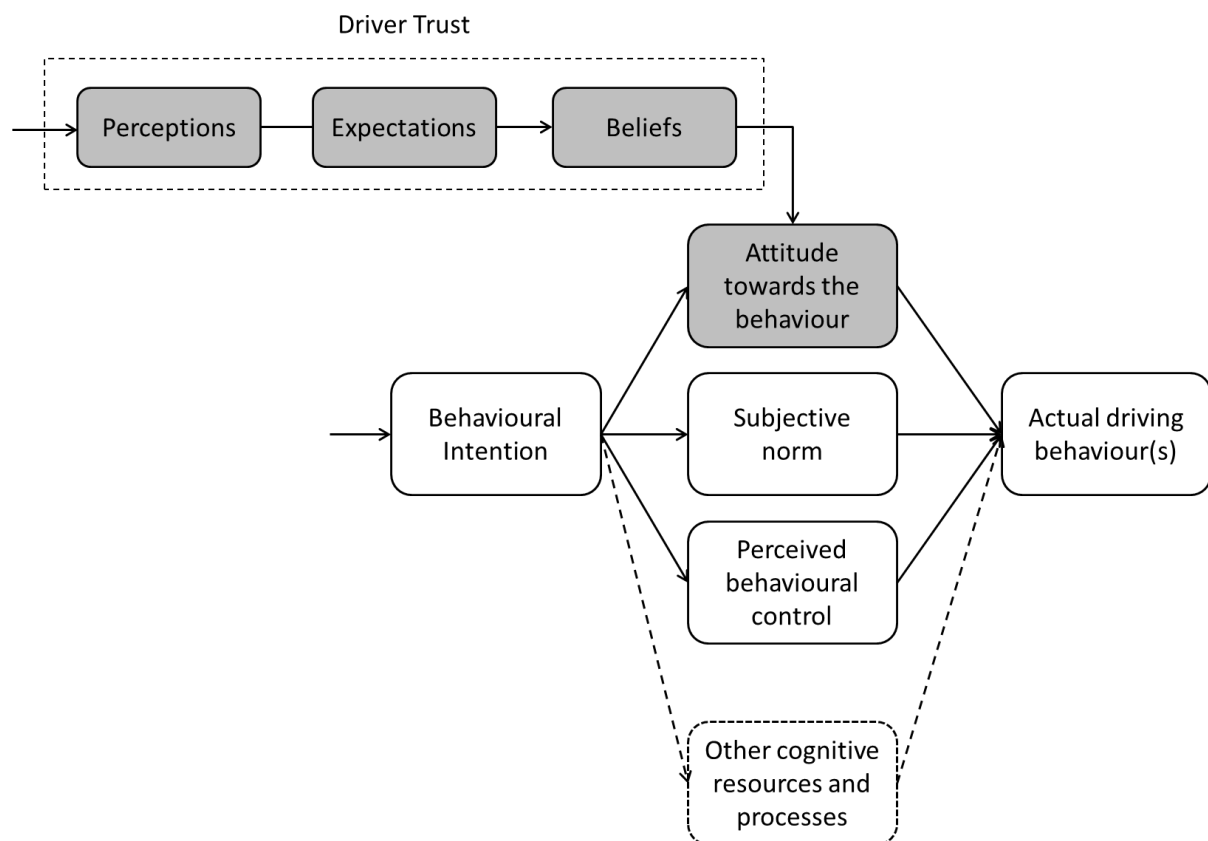 Driver Trust
Perceptions
Expectations
Beliefs
Attitude
towards the
behaviour
Behavioural
Intention
Subjective
norm
Actual driving
behaviour(s)
Perceived
behavioural
control
Other cognitive
resources and
processes